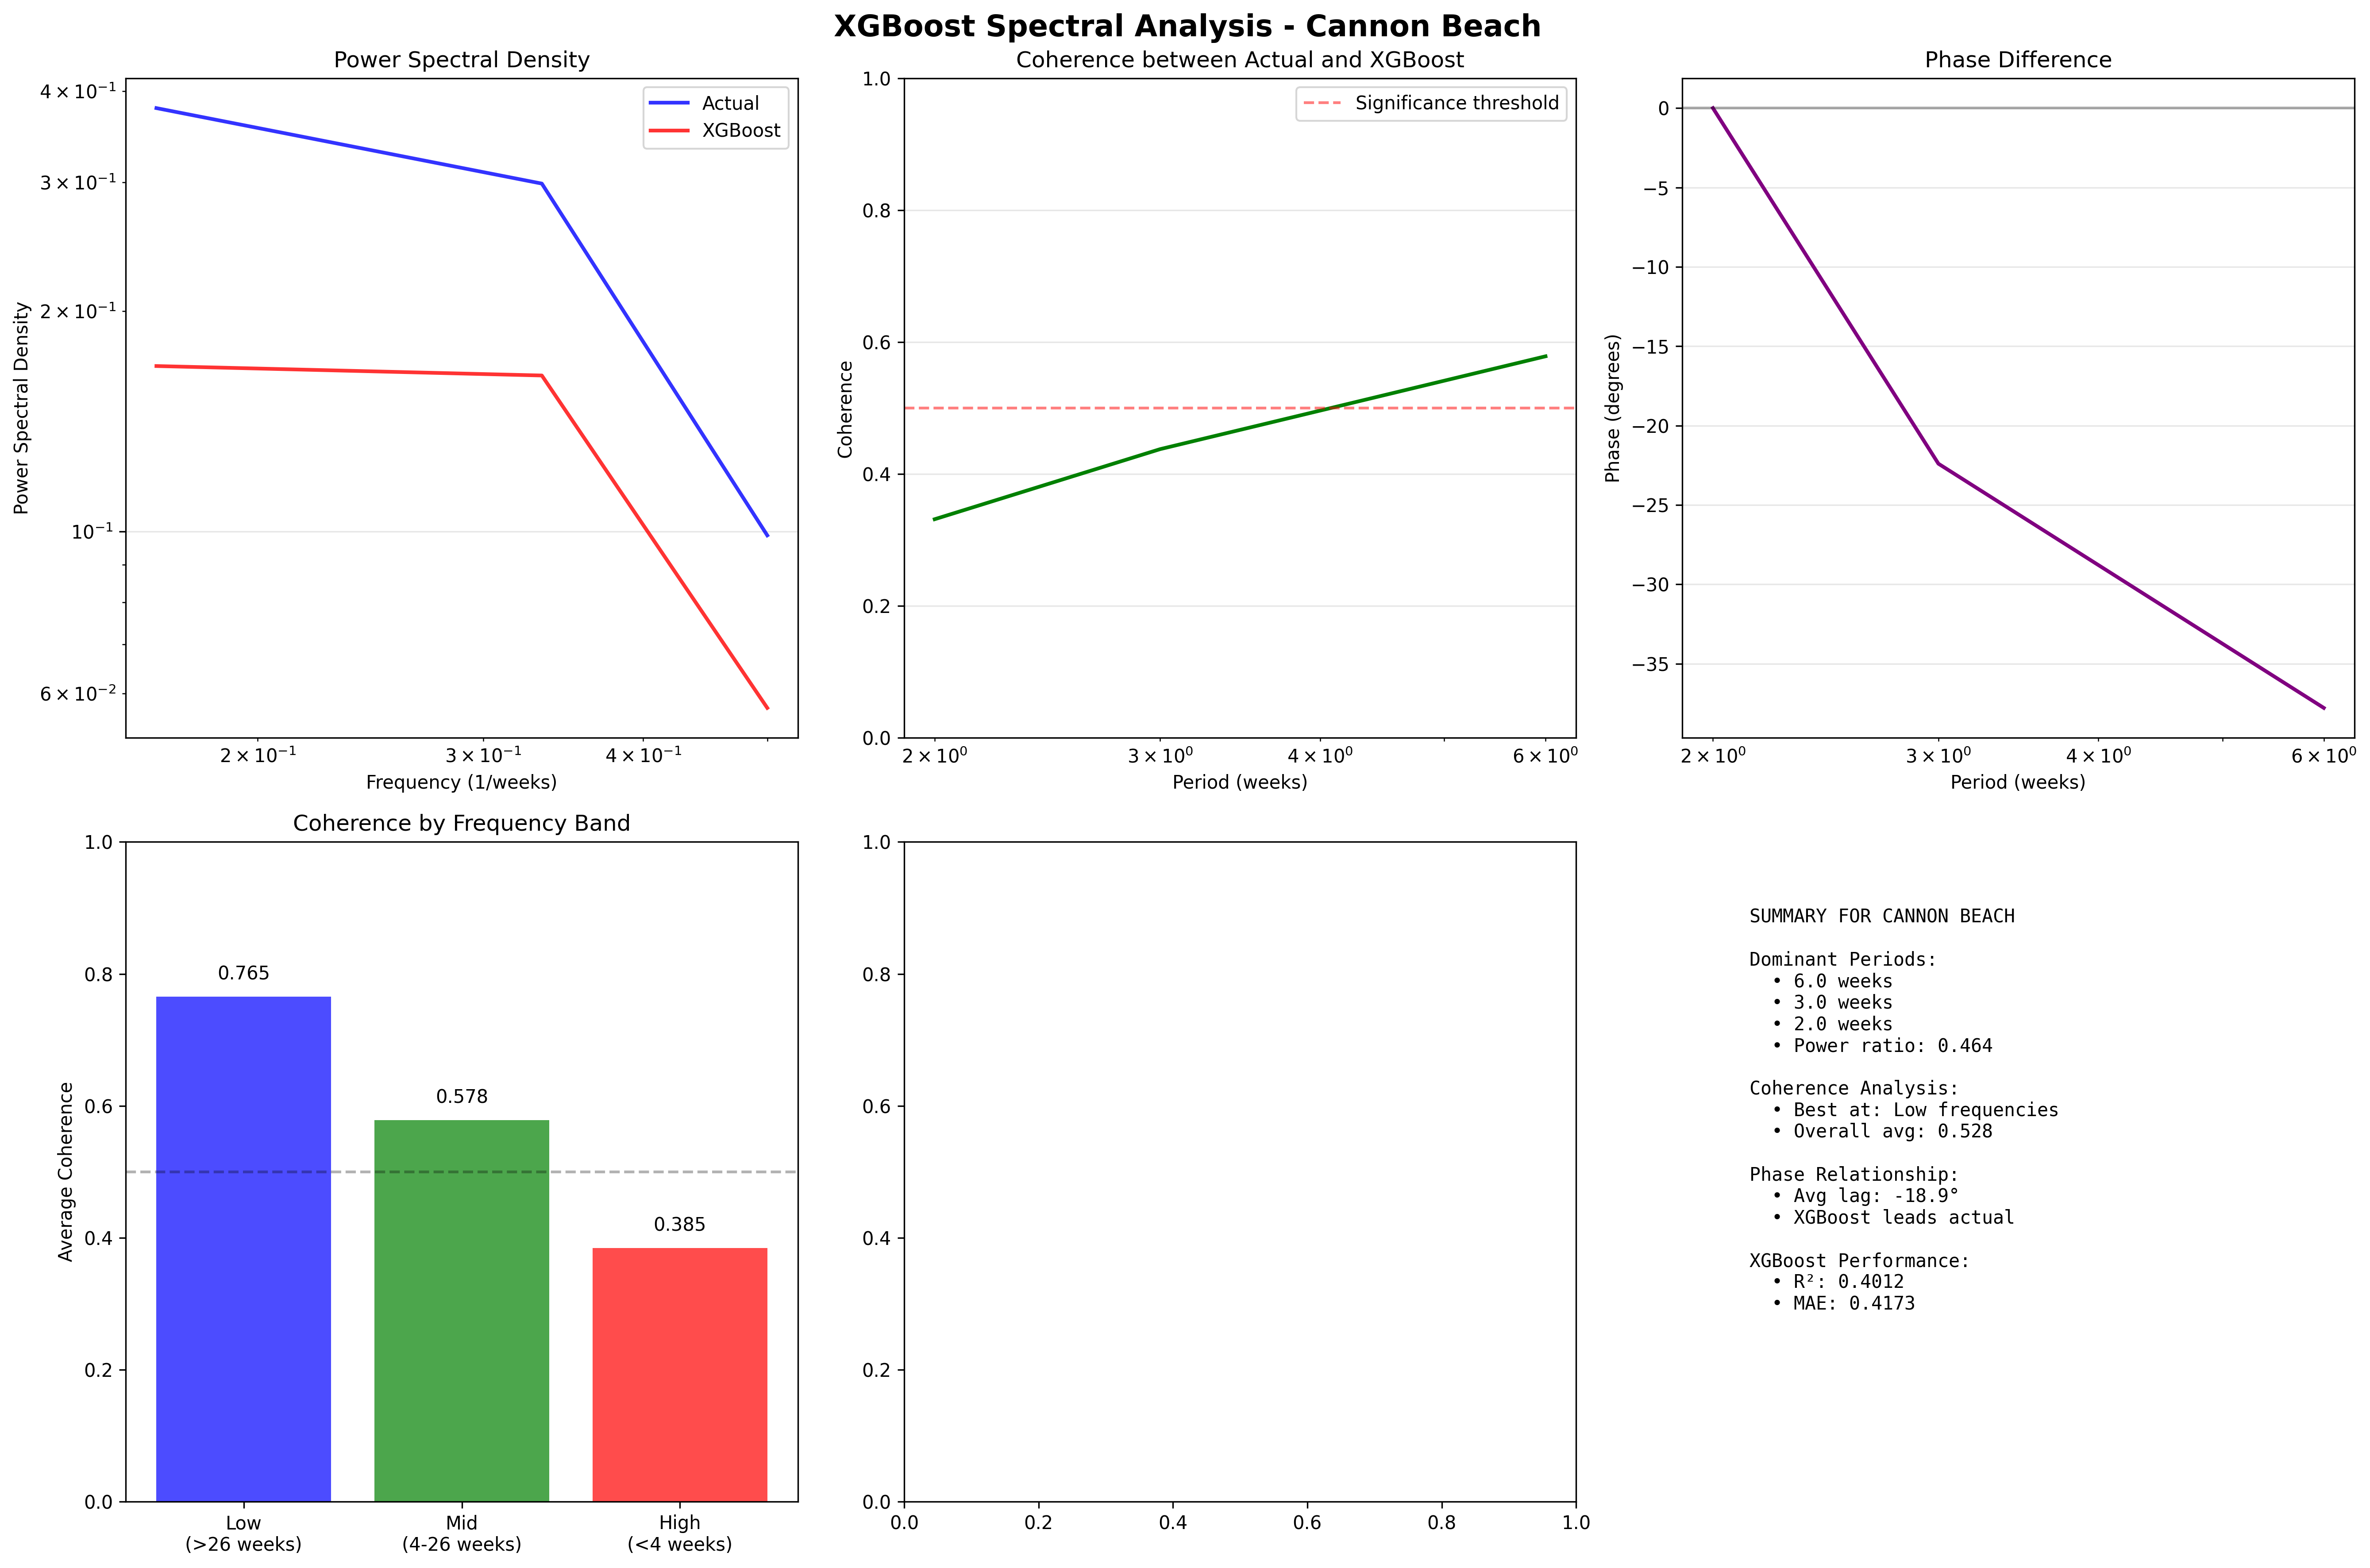 XGBoost Spectral Analysis - Cannon Beach
Power Spectral Density
4 × 10⁻¹
3 × 10⁻¹
2 × 10⁻¹
10⁻¹
6 × 10⁻²
Power Spectral Density
Actual
XGBoost
2 × 10⁻¹
3 × 10⁻¹
4 × 10⁻¹
Frequency (1/weeks)
Coherence between Actual and XGBoost
1.0
0.8
0.6
0.4
0.2
0.0
Coherence
Significance threshold
2 × 10⁰
3 × 10⁰
4 × 10⁰
6 × 10⁰
Period (weeks)
Phase Difference
0
−5
−10
−15
−20
−25
−30
−35
Phase (degrees)
2 × 10⁰
3 × 10⁰
4 × 10⁰
6 × 10⁰
Period (weeks)
Coherence by Frequency Band
1.0
0.8
0.6
0.4
0.2
0.0
Average Coherence
0.765
0.578
0.385
Low
(>26 weeks)
Mid
(4-26 weeks)
High
(<4 weeks)
1.0
0.8
0.6
0.4
0.2
0.0
0.0
0.2
0.4
0.6
0.8
1.0
SUMMARY FOR CANNON BEACH
Dominant Periods:
• 6.0 weeks
• 3.0 weeks
• 2.0 weeks
• Power ratio: 0.464
Coherence Analysis:
• Best at: Low frequencies
• Overall avg: 0.528
Phase Relationship:
• Avg lag: -18.9°
• XGBoost leads actual
XGBoost Performance:
• R²: 0.4012
• MAE: 0.4173